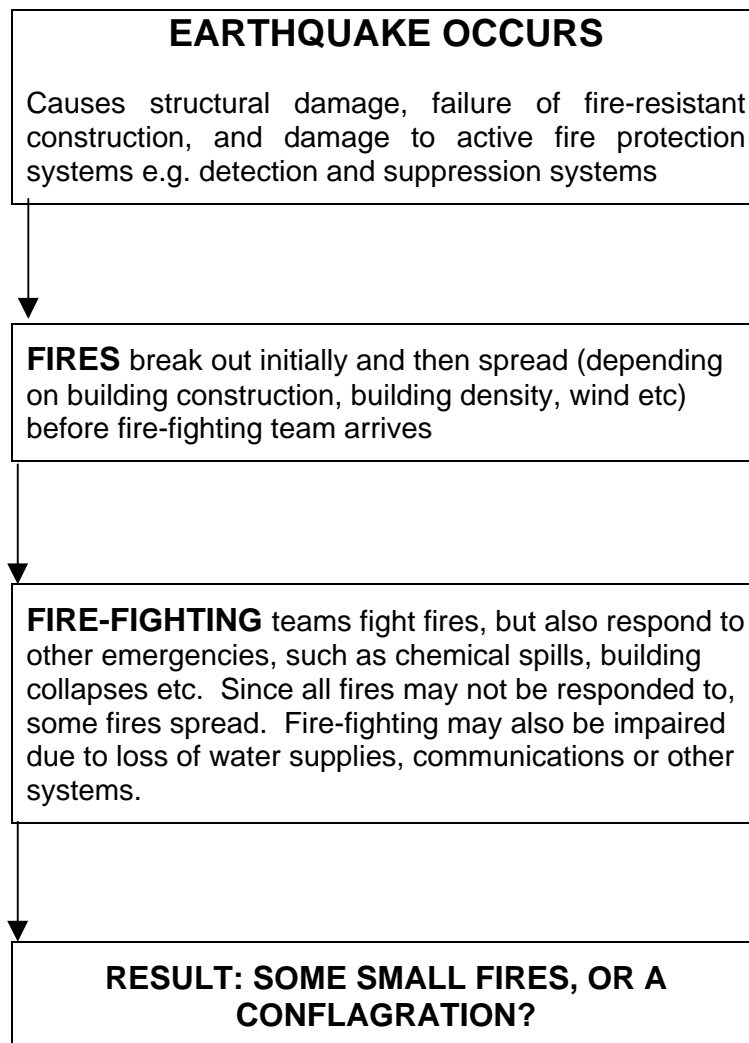 EARTHQUAKE OCCURS
Causes structural damage, failure of fire-resistant
construction, and damage to active fire protection
systems e.g. detection and suppression systems
FIRES break out initially and then spread (depending
on building construction, building density, wind etc)
before fire-fighting team arrives
FIRE-FIGHTING teams fight fires, but also respond to
other emergencies, such as chemical spills, building
collapses etc.  Since all fires may not be responded to,
some fires spread.  Fire-fighting may also be impaired
due to loss of water supplies, communications or other
systems.
RESULT: SOME SMALL FIRES, OR A
CONFLAGRATION?